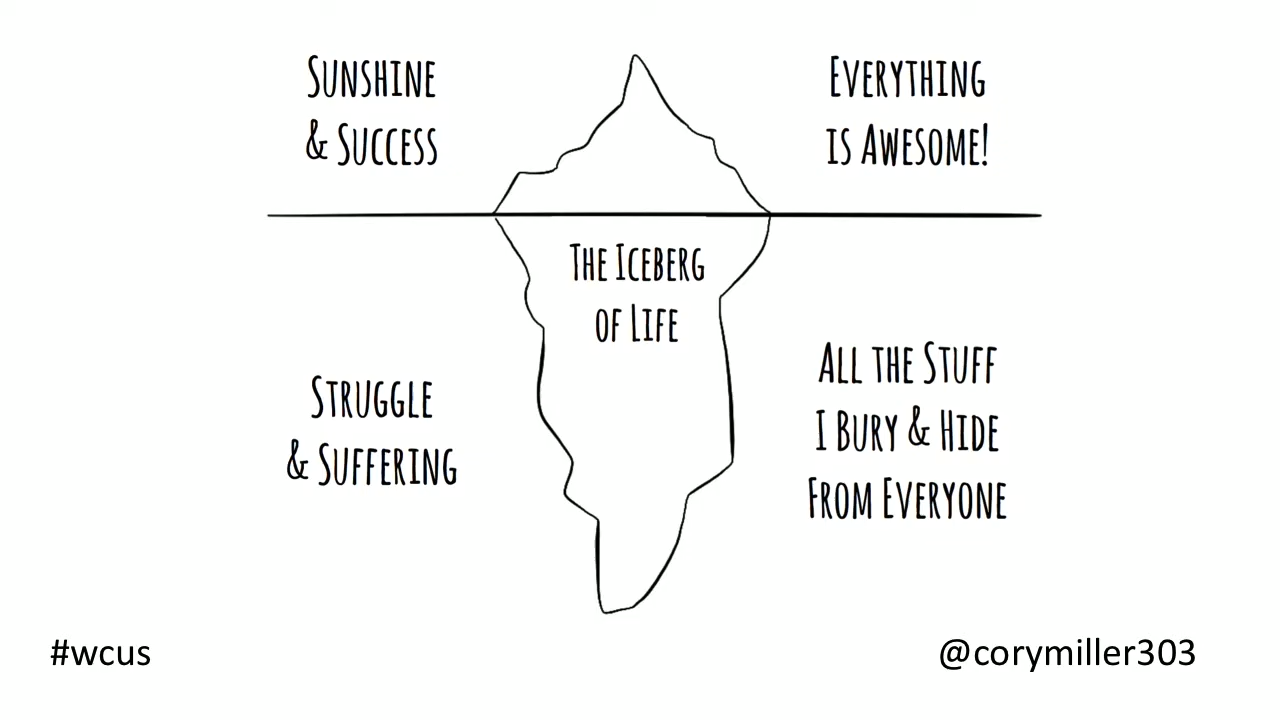 Sunshine
& Success
Everything
is Awesome!
The Iceberg
of Life
Struggle
& Suffering
All the Stuff
I Bury & Hide
From Everyone
#wcus
@corymiller303